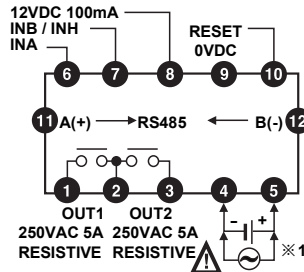 12VDC 100mA
INB / INH
INA
RESET
0VDC
6 7 8 9 10
11 A(+) RS485 B(-) 12
1 2 3 4 5
OUT1 OUT2
250VAC 5A 250VAC 5A
RESISTIVE RESISTIVE
- +
※1